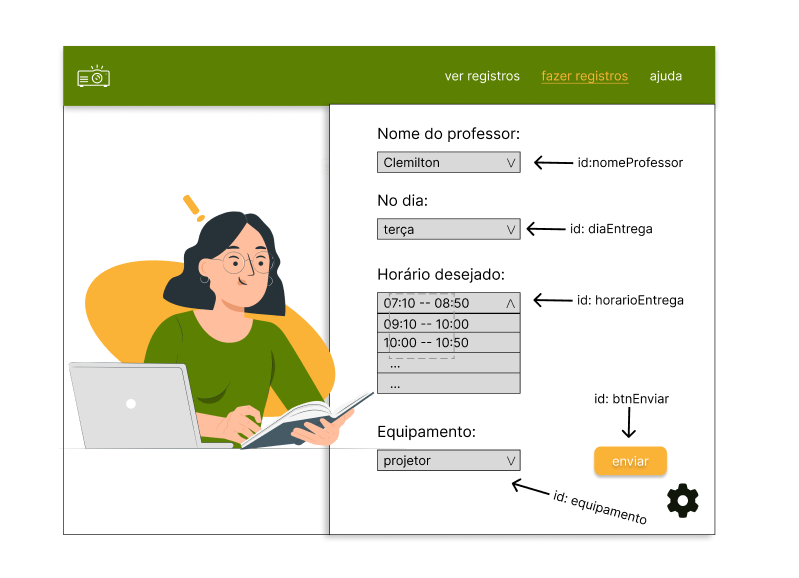 ver registros fazer registros ajuda
Nome do professor:
Clemilton
id:nomeProfessor
No dia:
terça
id: diaEntrega
Horário desejado:
07:10 -- 08:50
id: horarioEntrega
09:10 -- 10:00
10:00 -- 10:50
...
...
id: btnEnviar
Equipamento:
projetor
enviar
id: equipamento